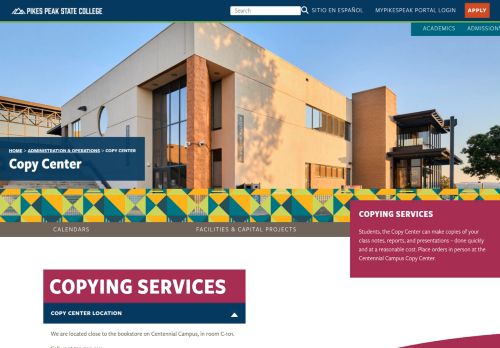 PIKES PEAK STATE COLLEGE
Search
SITIO EN ESPAÑOL
MYPIKESPEAK PORTAL LOGIN
APPLY
ACADEMICS
ADMISSIONS
HOME > ADMINISTRATION & OPERATIONS > COPY CENTER
Copy Center
CALENDARS
FACILITIES & CAPITAL PROJECTS
COPYING SERVICES
Students, the Copy Center can make copies of your
class notes, reports, and presentations – done quickly
and at a reasonable cost. Place orders in person at the
Centennial Campus Copy Center.
COPYING SERVICES
COPY CENTER LOCATION
We are located close to the bookstore on Centennial Campus, in room C-101.